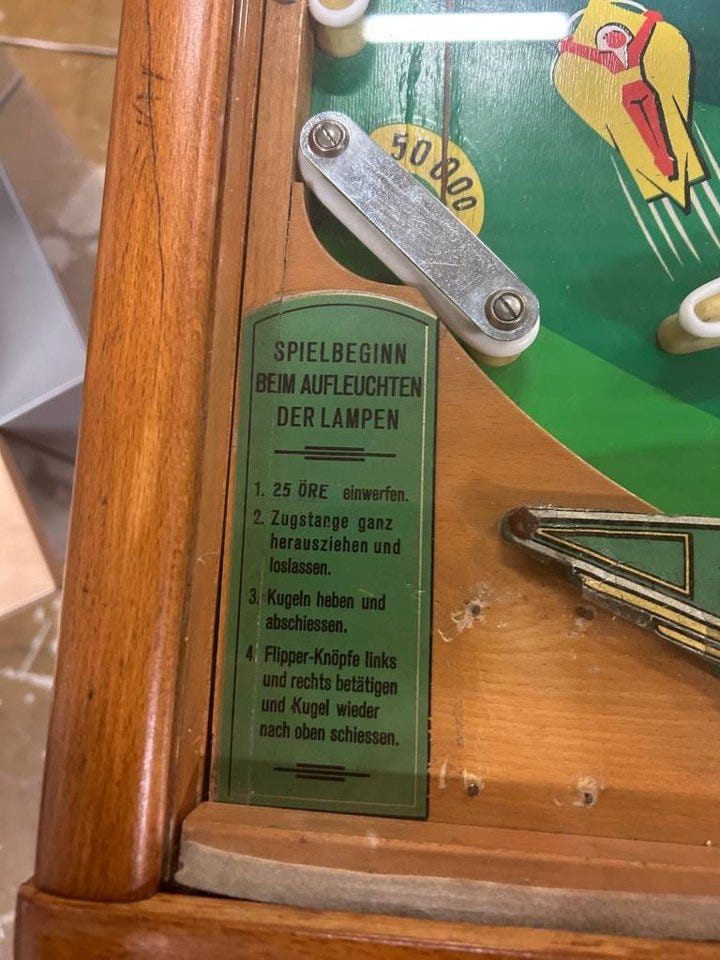 50 000
SPIELBEGINN
BEIM AUFLEUCHTEN
DER LAMPEN
1. 25 ÖRE einwerfen.
2. Zugstange ganz
herausziehen und
loslassen.
3. Kugeln heben und
abschiessen.
4. Flipper-Knöpfe links
und rechts betätigen
und Kugel wieder
nach oben schiessen.